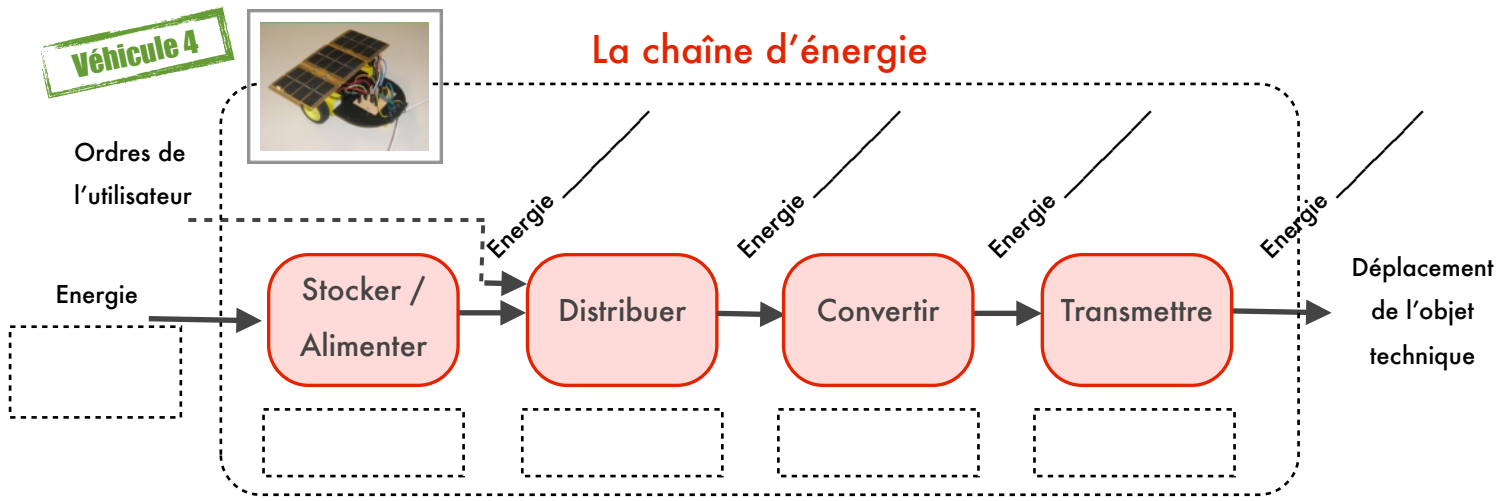 Véhicule 4
La chaîne d'énergie
Ordres de
l'utilisateur
Energie
Energie
Energie
Energie
Energie
Stocker /
Alimenter
Distribuer
Convertir
Transmettre
Déplacement
de l'objet
technique